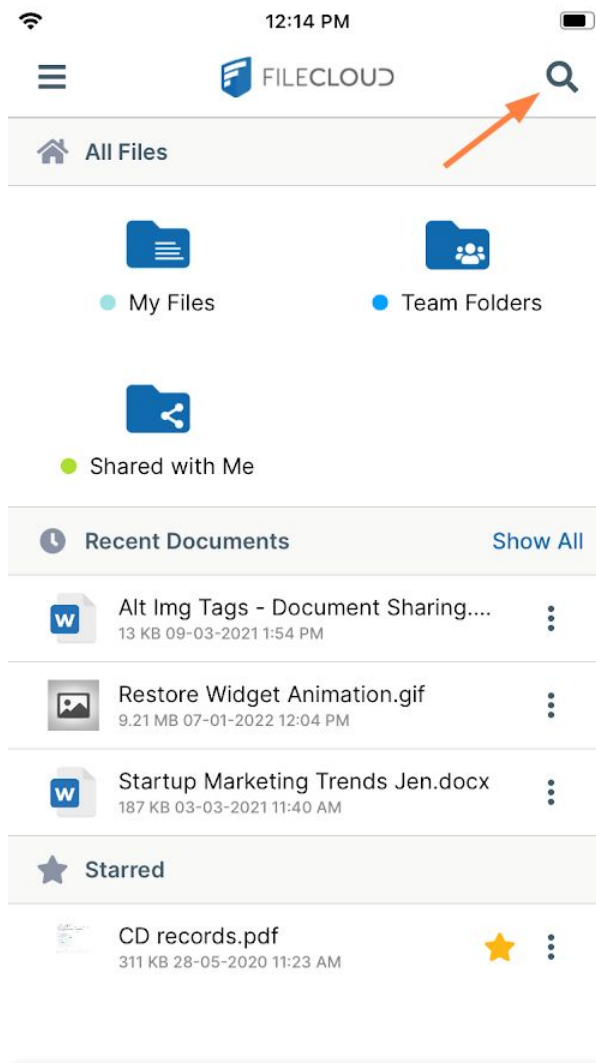 12:14 PM
FILECLOUD
All Files
My Files
Team Folders
Shared with Me
Recent Documents Show All
W
Alt Img Tags - Document Sharing....
13 KB 09-03-2021 1:54 PM
Restore Widget Animation.gif
9.21 MB 07-01-2022 12:04 PM
W
Startup Marketing Trends Jen.docx
187 KB 03-03-2021 11:40 AM
Starred
CD records.pdf
311 KB 28-05-2020 11:23 AM